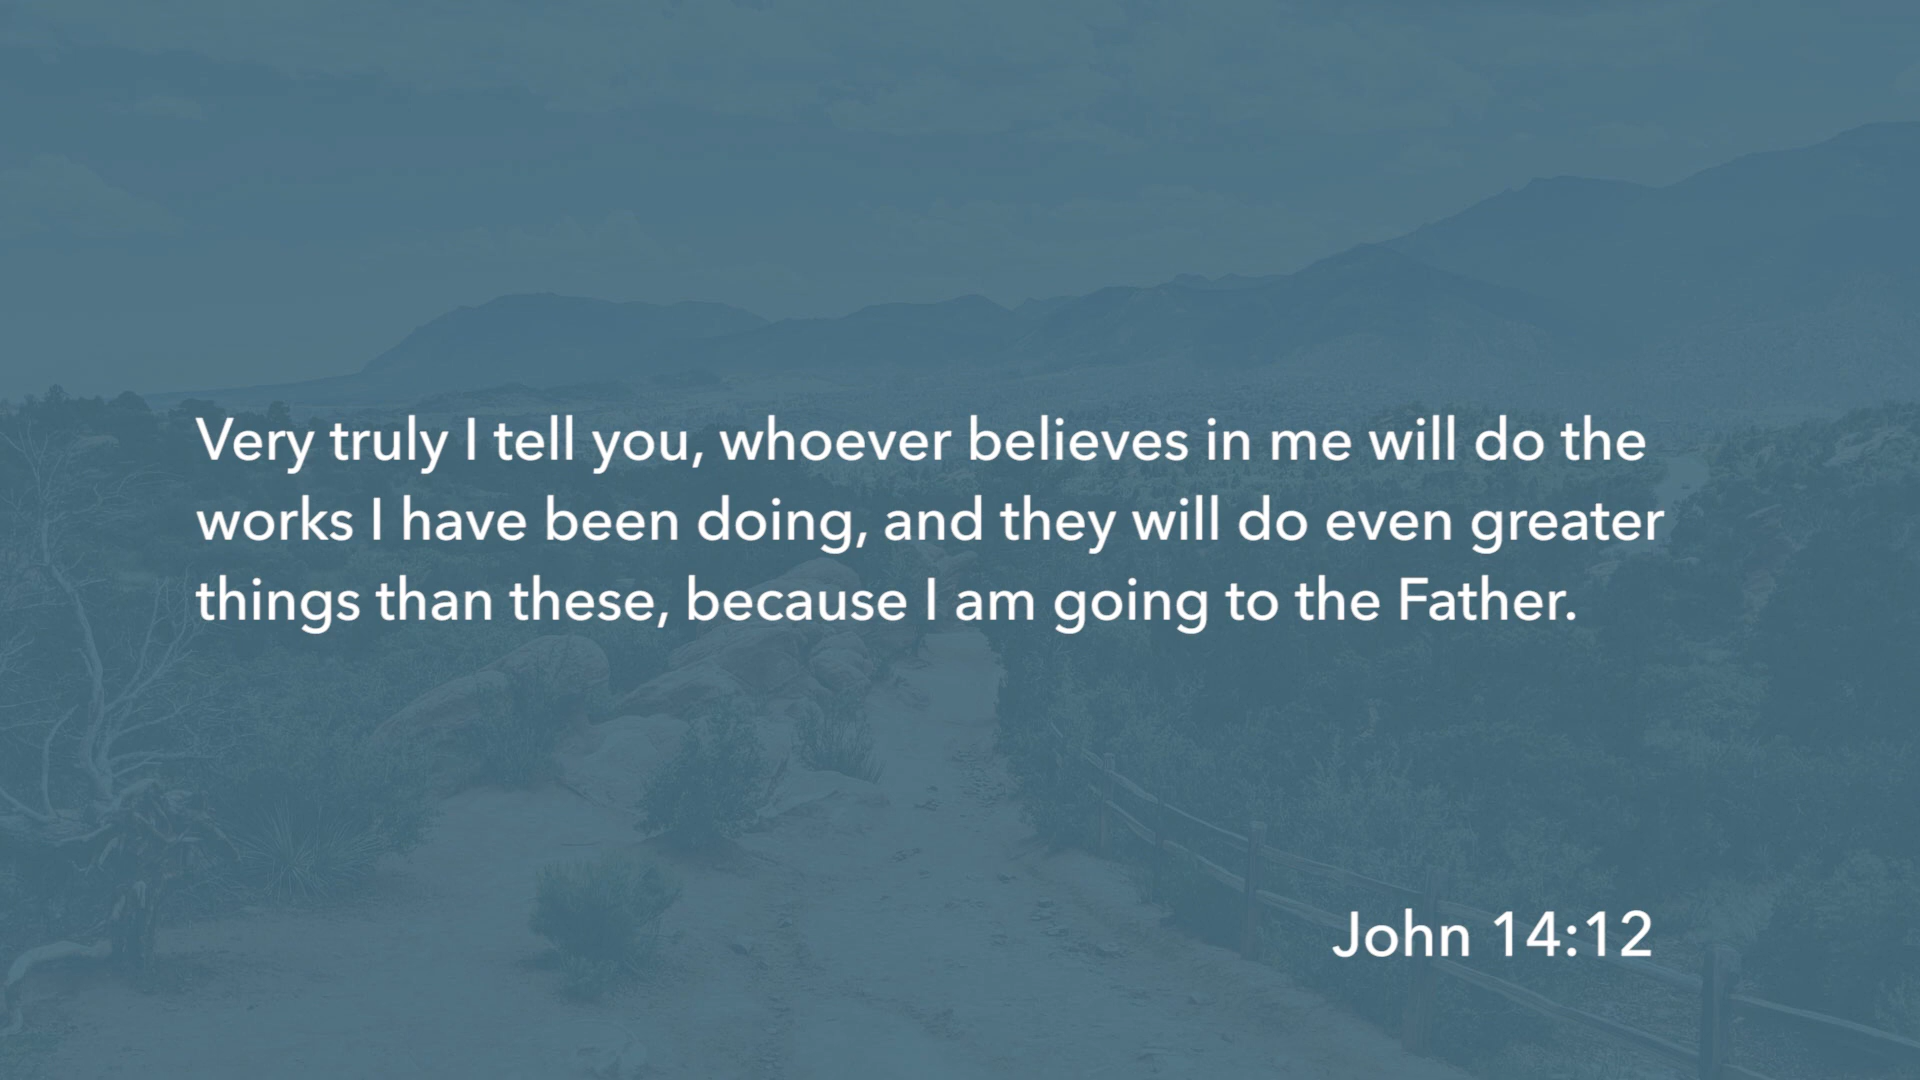 Very truly I tell you, whoever believes in me will do the
works I have been doing, and they will do even greater
things than these, because I am going to the Father.
John 14:12